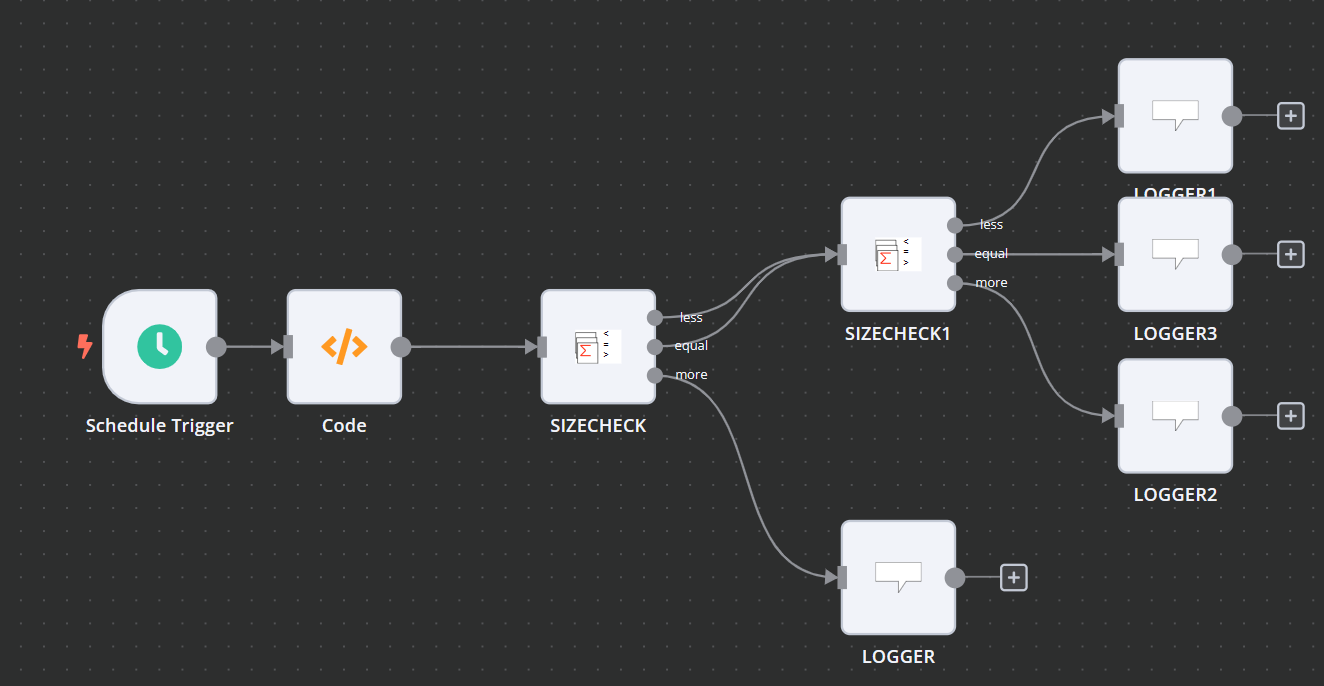 LOGGER1
less
equal
more
SIZECHECK1
LOGGER3
less
equal
more
Schedule Trigger
Code
SIZECHECK
LOGGER2
LOGGER